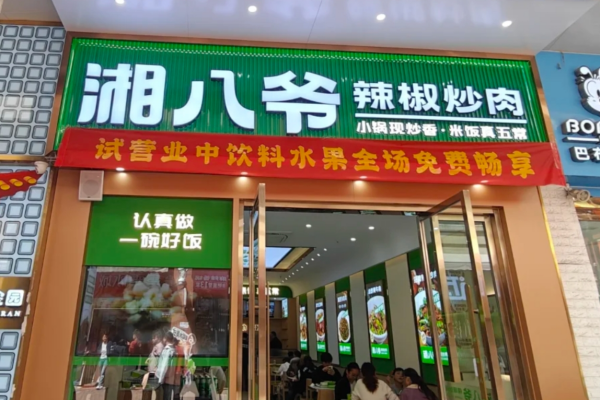 湘八爷
辣椒炒肉
小锅现炒香·米饭真五常
试营业中饮料水果全场免费畅享
认真做
一碗好饭
BO
巴